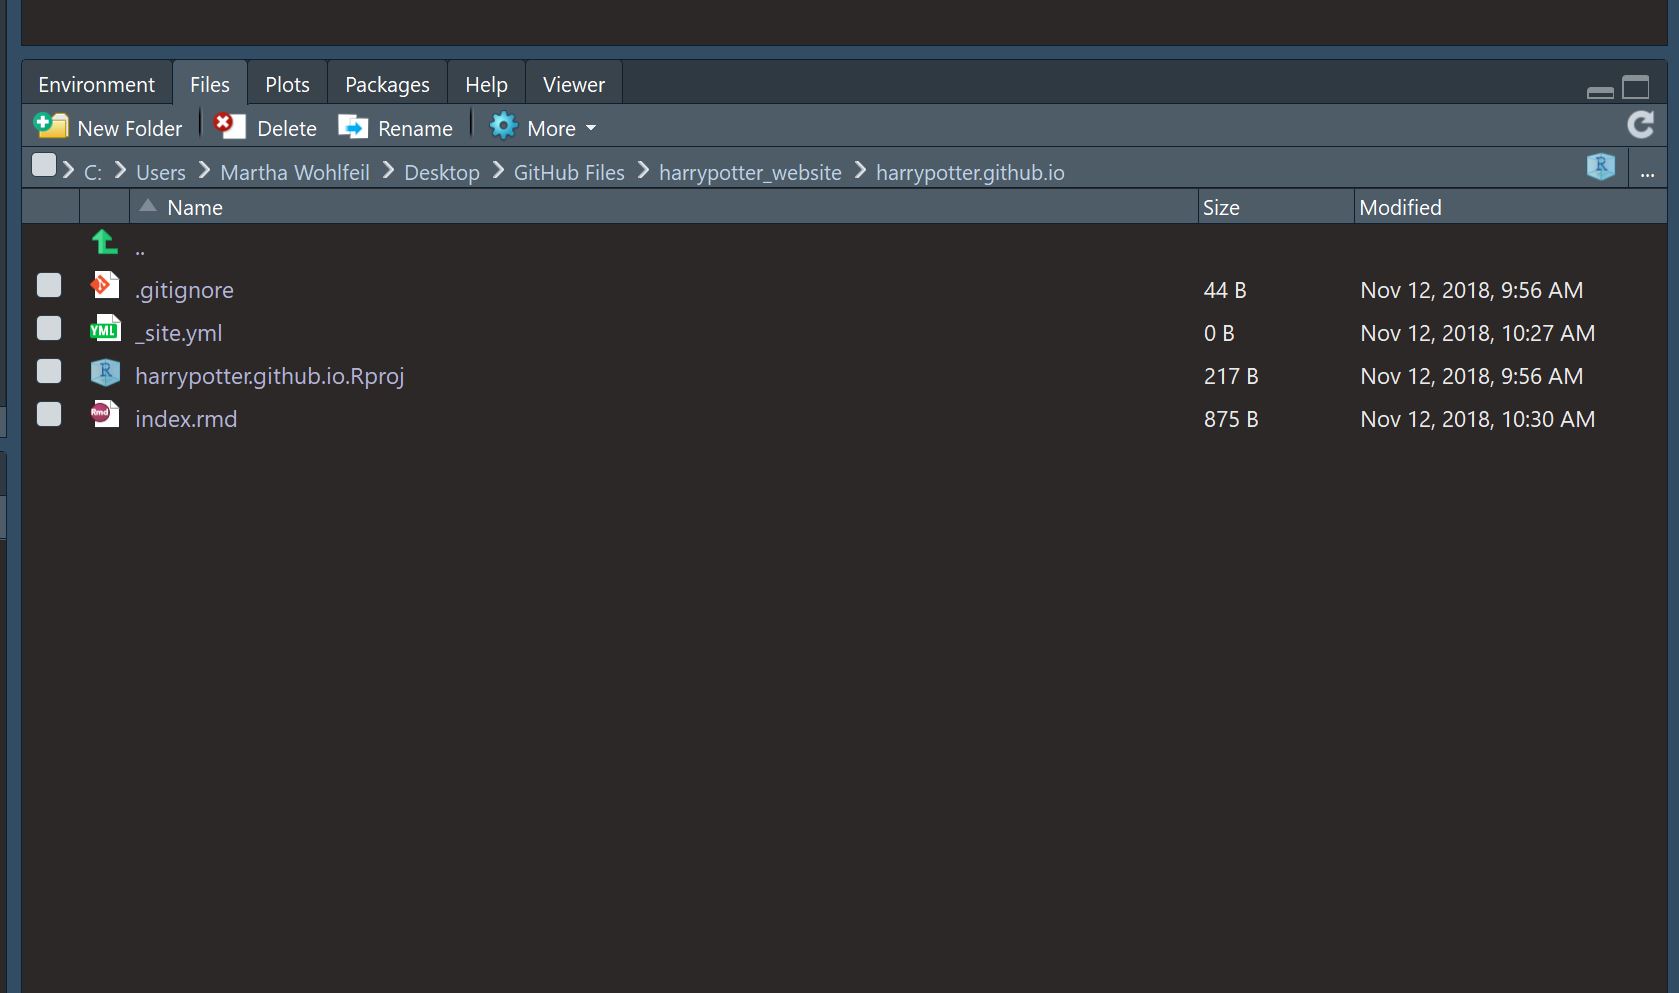 Environment Files Plots Packages Help Viewer
New Folder Delete Rename More
C: Users Martha Wohlfeil Desktop GitHub Files harrypotter_website harrypotter.github.io R ...
Name Size Modified
..
.gitignore 44 B Nov 12, 2018, 9:56 AM
YML _site.yml 0 B Nov 12, 2018, 10:27 AM
R harrypotter.github.io.Rproj 217 B Nov 12, 2018, 9:56 AM
Rmd index.rmd 875 B Nov 12, 2018, 10:30 AM